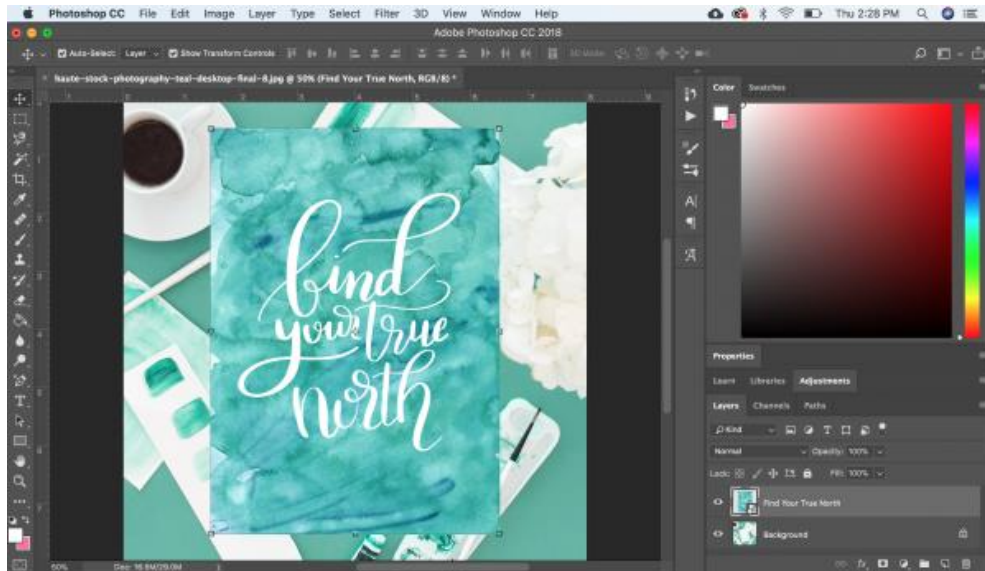 Photoshop CC File Edit Image Layer Type Select Filter 3D View Window Help Thu 2:28 PM
Adobe Photoshop CC 2018
Auto-Select: Layer Show Transform Controls 3D Mode:
haute-stock-photography-teal-desktop-final-8.jpg @ 50% (Find Your True North, RGB/8) *
Color Swatches
find
your true
north
Properties
Learn Libraries Adjustments
Layers Channels Paths
Kind
Normal Opacity: 100%
Lock: Fill: 100%
Find Your True North
Background
50%